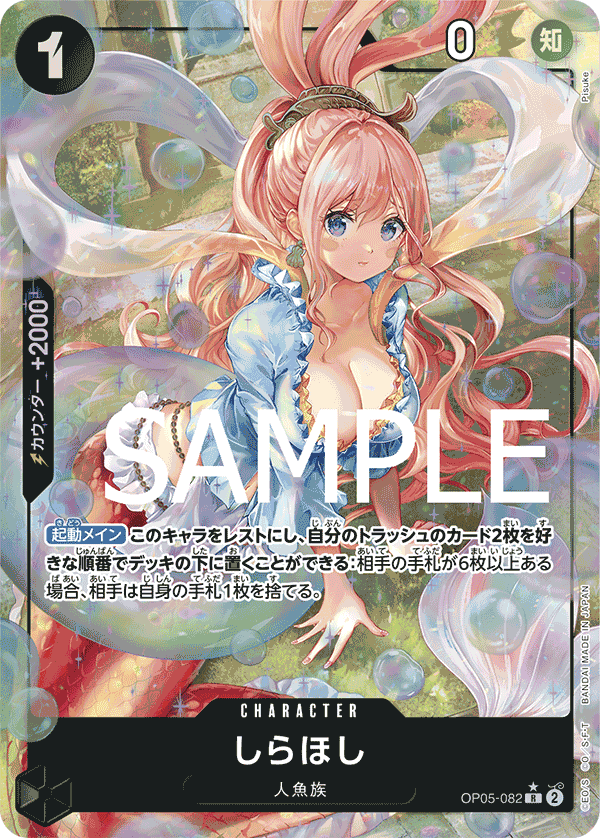 1
0
知
Pisuke
カウンター +2000
SAMPLE
起動メイン このキャラをレストにし、自分のトラッシュのカード2枚を好
きな順番でデッキの下に置くことができる：相手の手札が6枚以上ある
場合、相手は自身の手札1枚を捨てる。
©E.O/S. CO／S･F･T BANDAI MADE IN JAPAN
CHARACTER
しらほし
人魚族
OP05-082 ★ R 2